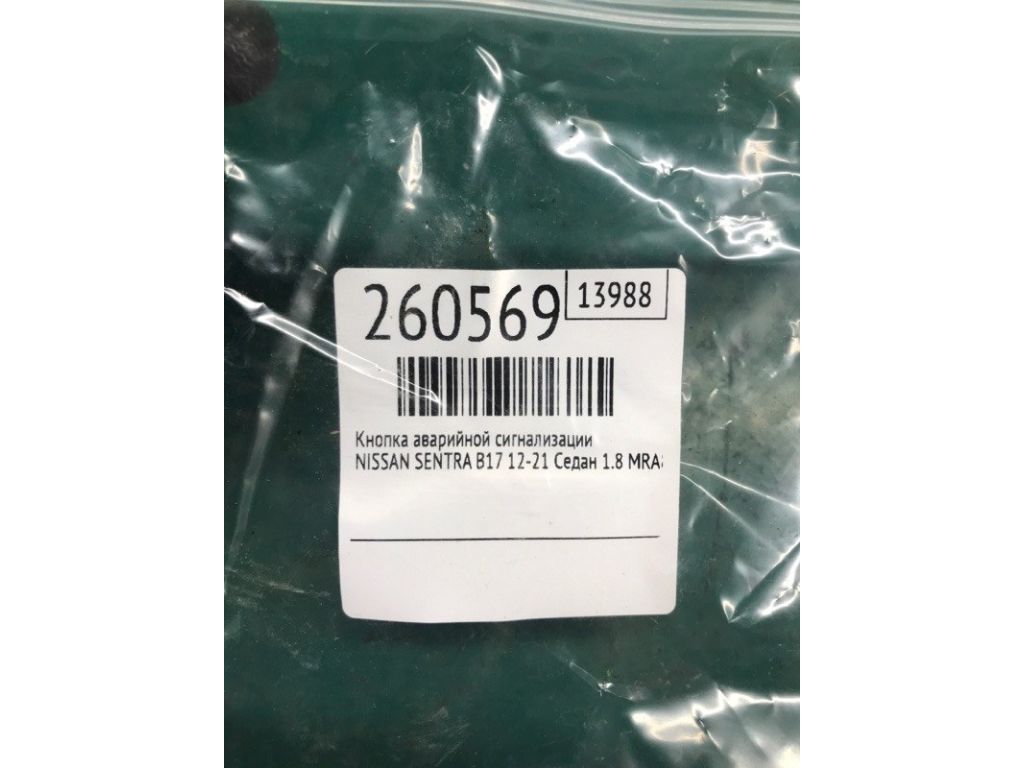 260569
13988
Кнопка аварийной сигнализации
NISSAN SENTRA B17 12-21 Седан 1.8 MRA